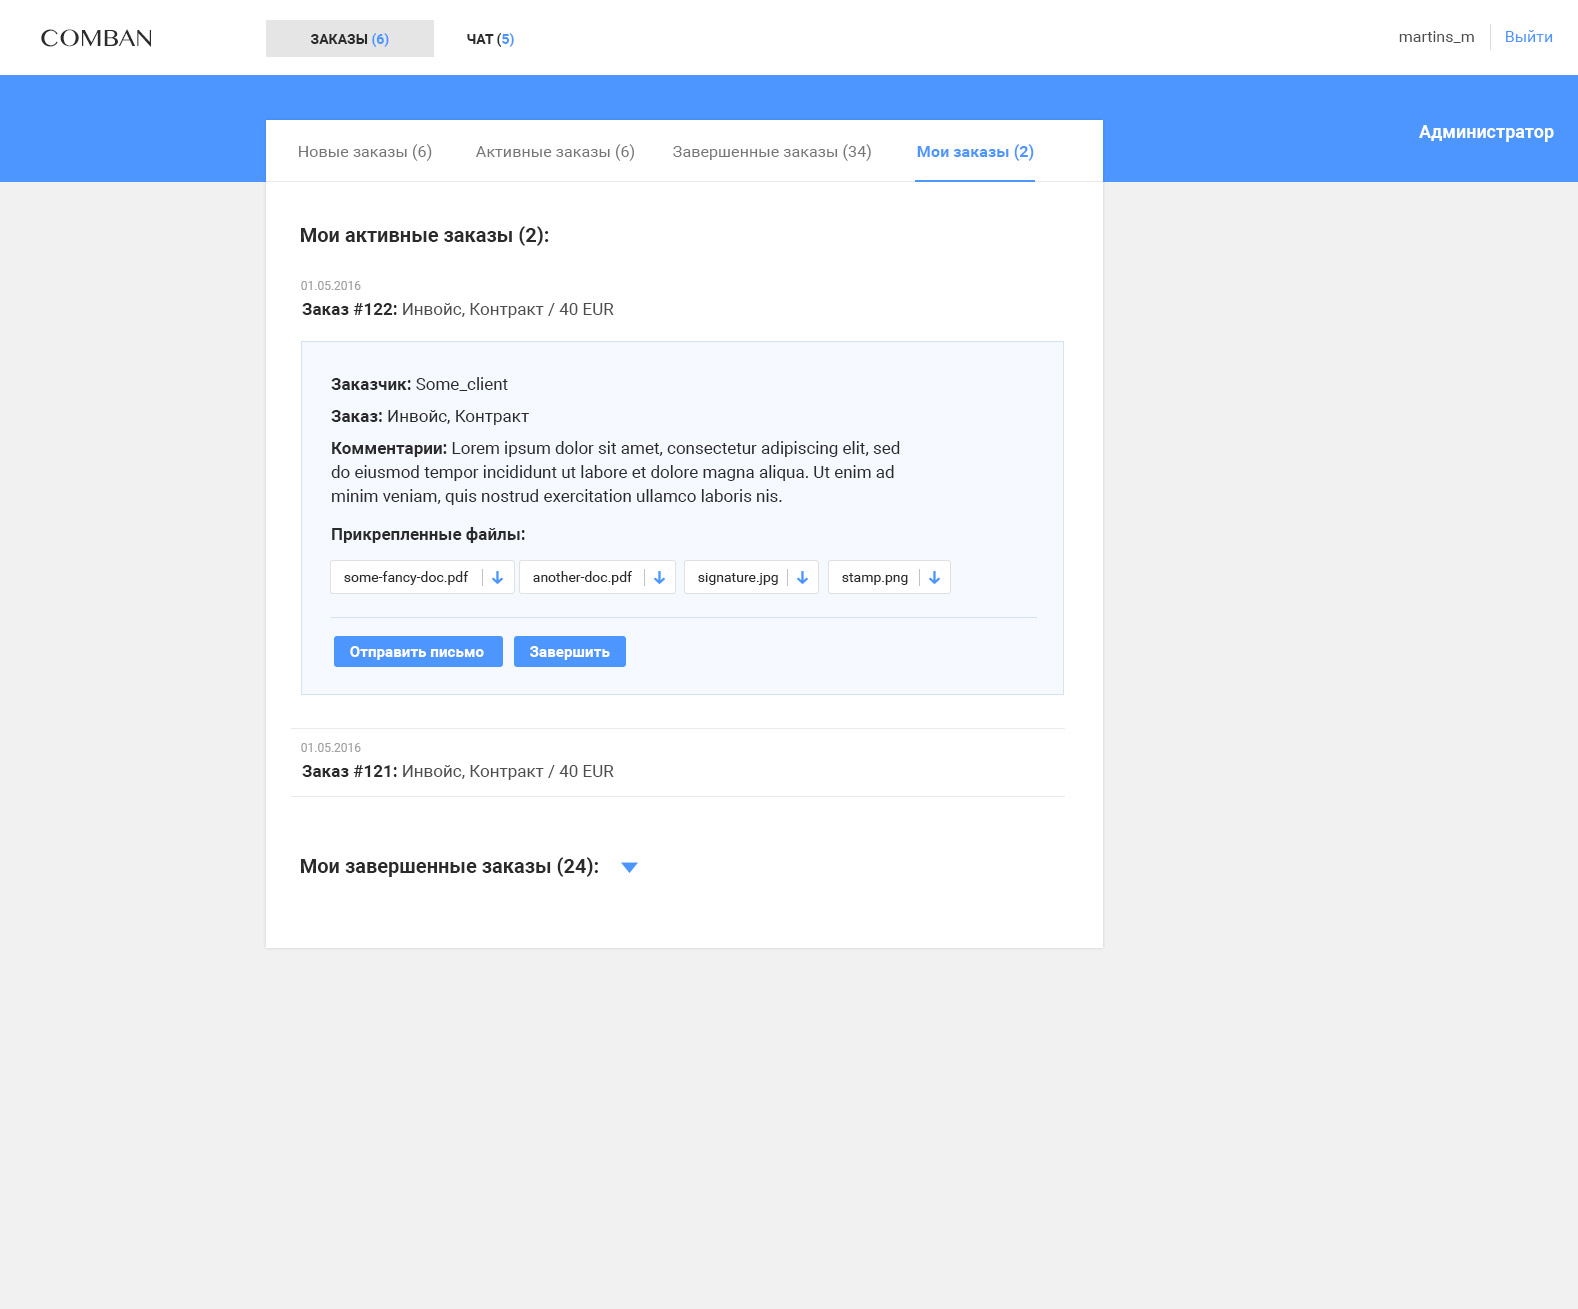 COMBAN
ЗАКАЗЫ (6)
ЧАТ (5)
martins_m
Выйти
Администратор
Новые заказы (6)
Активные заказы (6)
Завершенные заказы (34)
Мои заказы (2)
Мои активные заказы (2):
01.05.2016
Заказ #122: Инвойс, Контракт / 40 EUR
Заказчик: Some_client
Заказ: Инвойс, Контракт
Комментарии: Lorem ipsum dolor sit amet, consectetur adipiscing elit, sed
do eiusmod tempor incididunt ut labore et dolore magna aliqua. Ut enim ad
minim veniam, quis nostrud exercitation ullamco laboris nis.
Прикрепленные файлы:
some-fancy-doc.pdf
another-doc.pdf
signature.jpg
stamp.png
Отправить письмо
Завершить
01.05.2016
Заказ #121: Инвойс, Контракт / 40 EUR
Мои завершенные заказы (24):